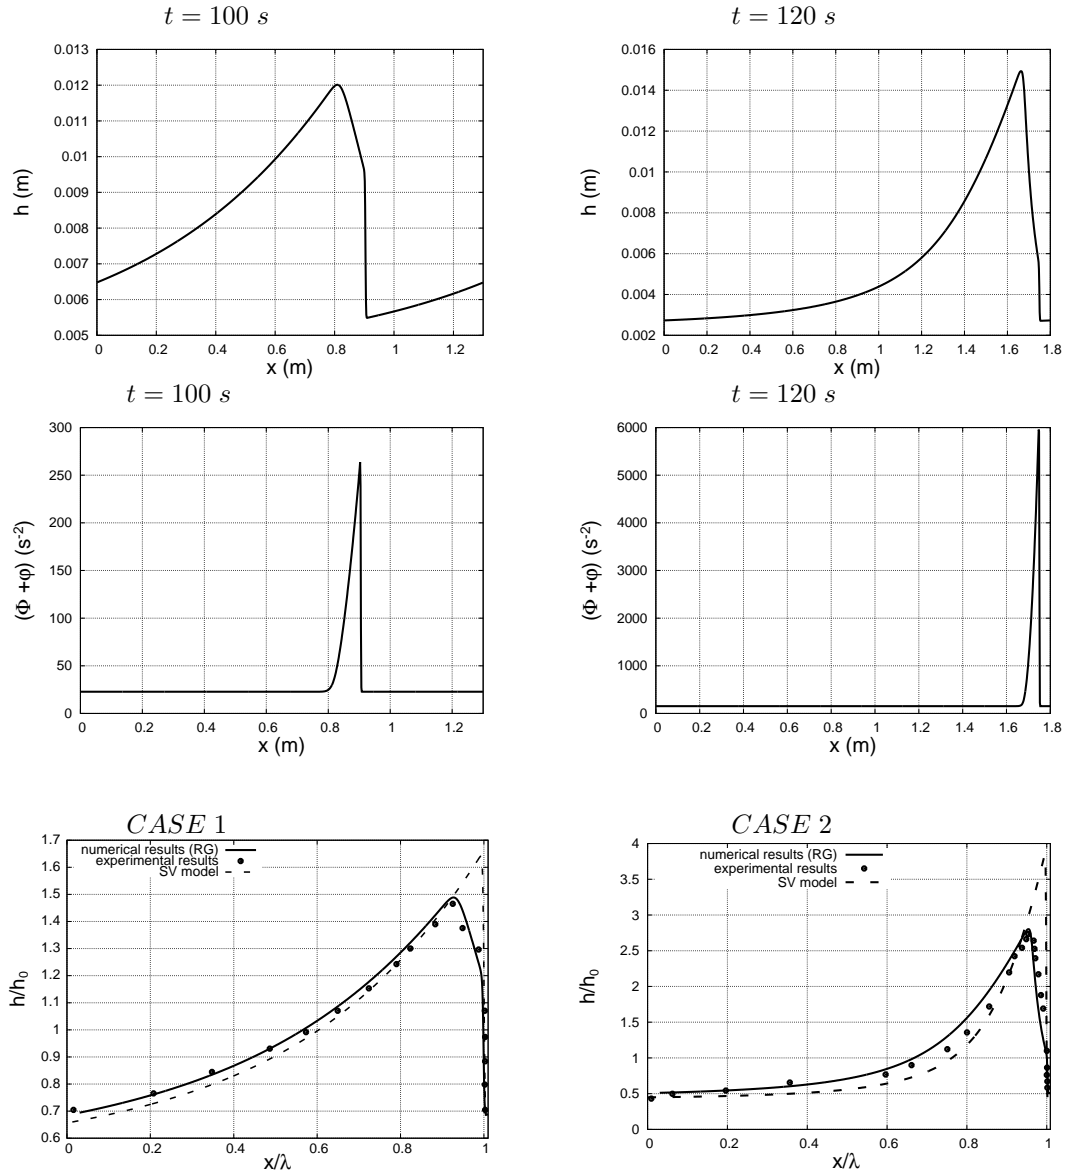 t = 100 s
t = 120 s
h (m)
0.013
0.012
0.011
0.01
0.009
0.008
0.007
0.006
0.005
0 0.2 0.4 0.6 0.8 1 1.2
x (m)
h (m)
0.016
0.014
0.012
0.01
0.008
0.006
0.004
0.002
0 0.2 0.4 0.6 0.8 1 1.2 1.4 1.6 1.8
x (m)
t = 100 s
t = 120 s
(Φ +φ) (s-2)
300
250
200
150
100
50
0
0 0.2 0.4 0.6 0.8 1 1.2
x (m)
(Φ +φ) (s-2)
6000
5000
4000
3000
2000
1000
0
0 0.2 0.4 0.6 0.8 1 1.2 1.4 1.6 1.8
x (m)
CASE 1
CASE 2
numerical results (RG)
experimental results
SV model
h/h0
1.7
1.6
1.5
1.4
1.3
1.2
1.1
1
0.9
0.8
0.7
0.6
0 0.2 0.4 0.6 0.8 1
x/λ
numerical results (RG)
experimental results
SV model
h/h0
4
3.5
3
2.5
2
1.5
1
0.5
0
0 0.2 0.4 0.6 0.8 1
x/λ